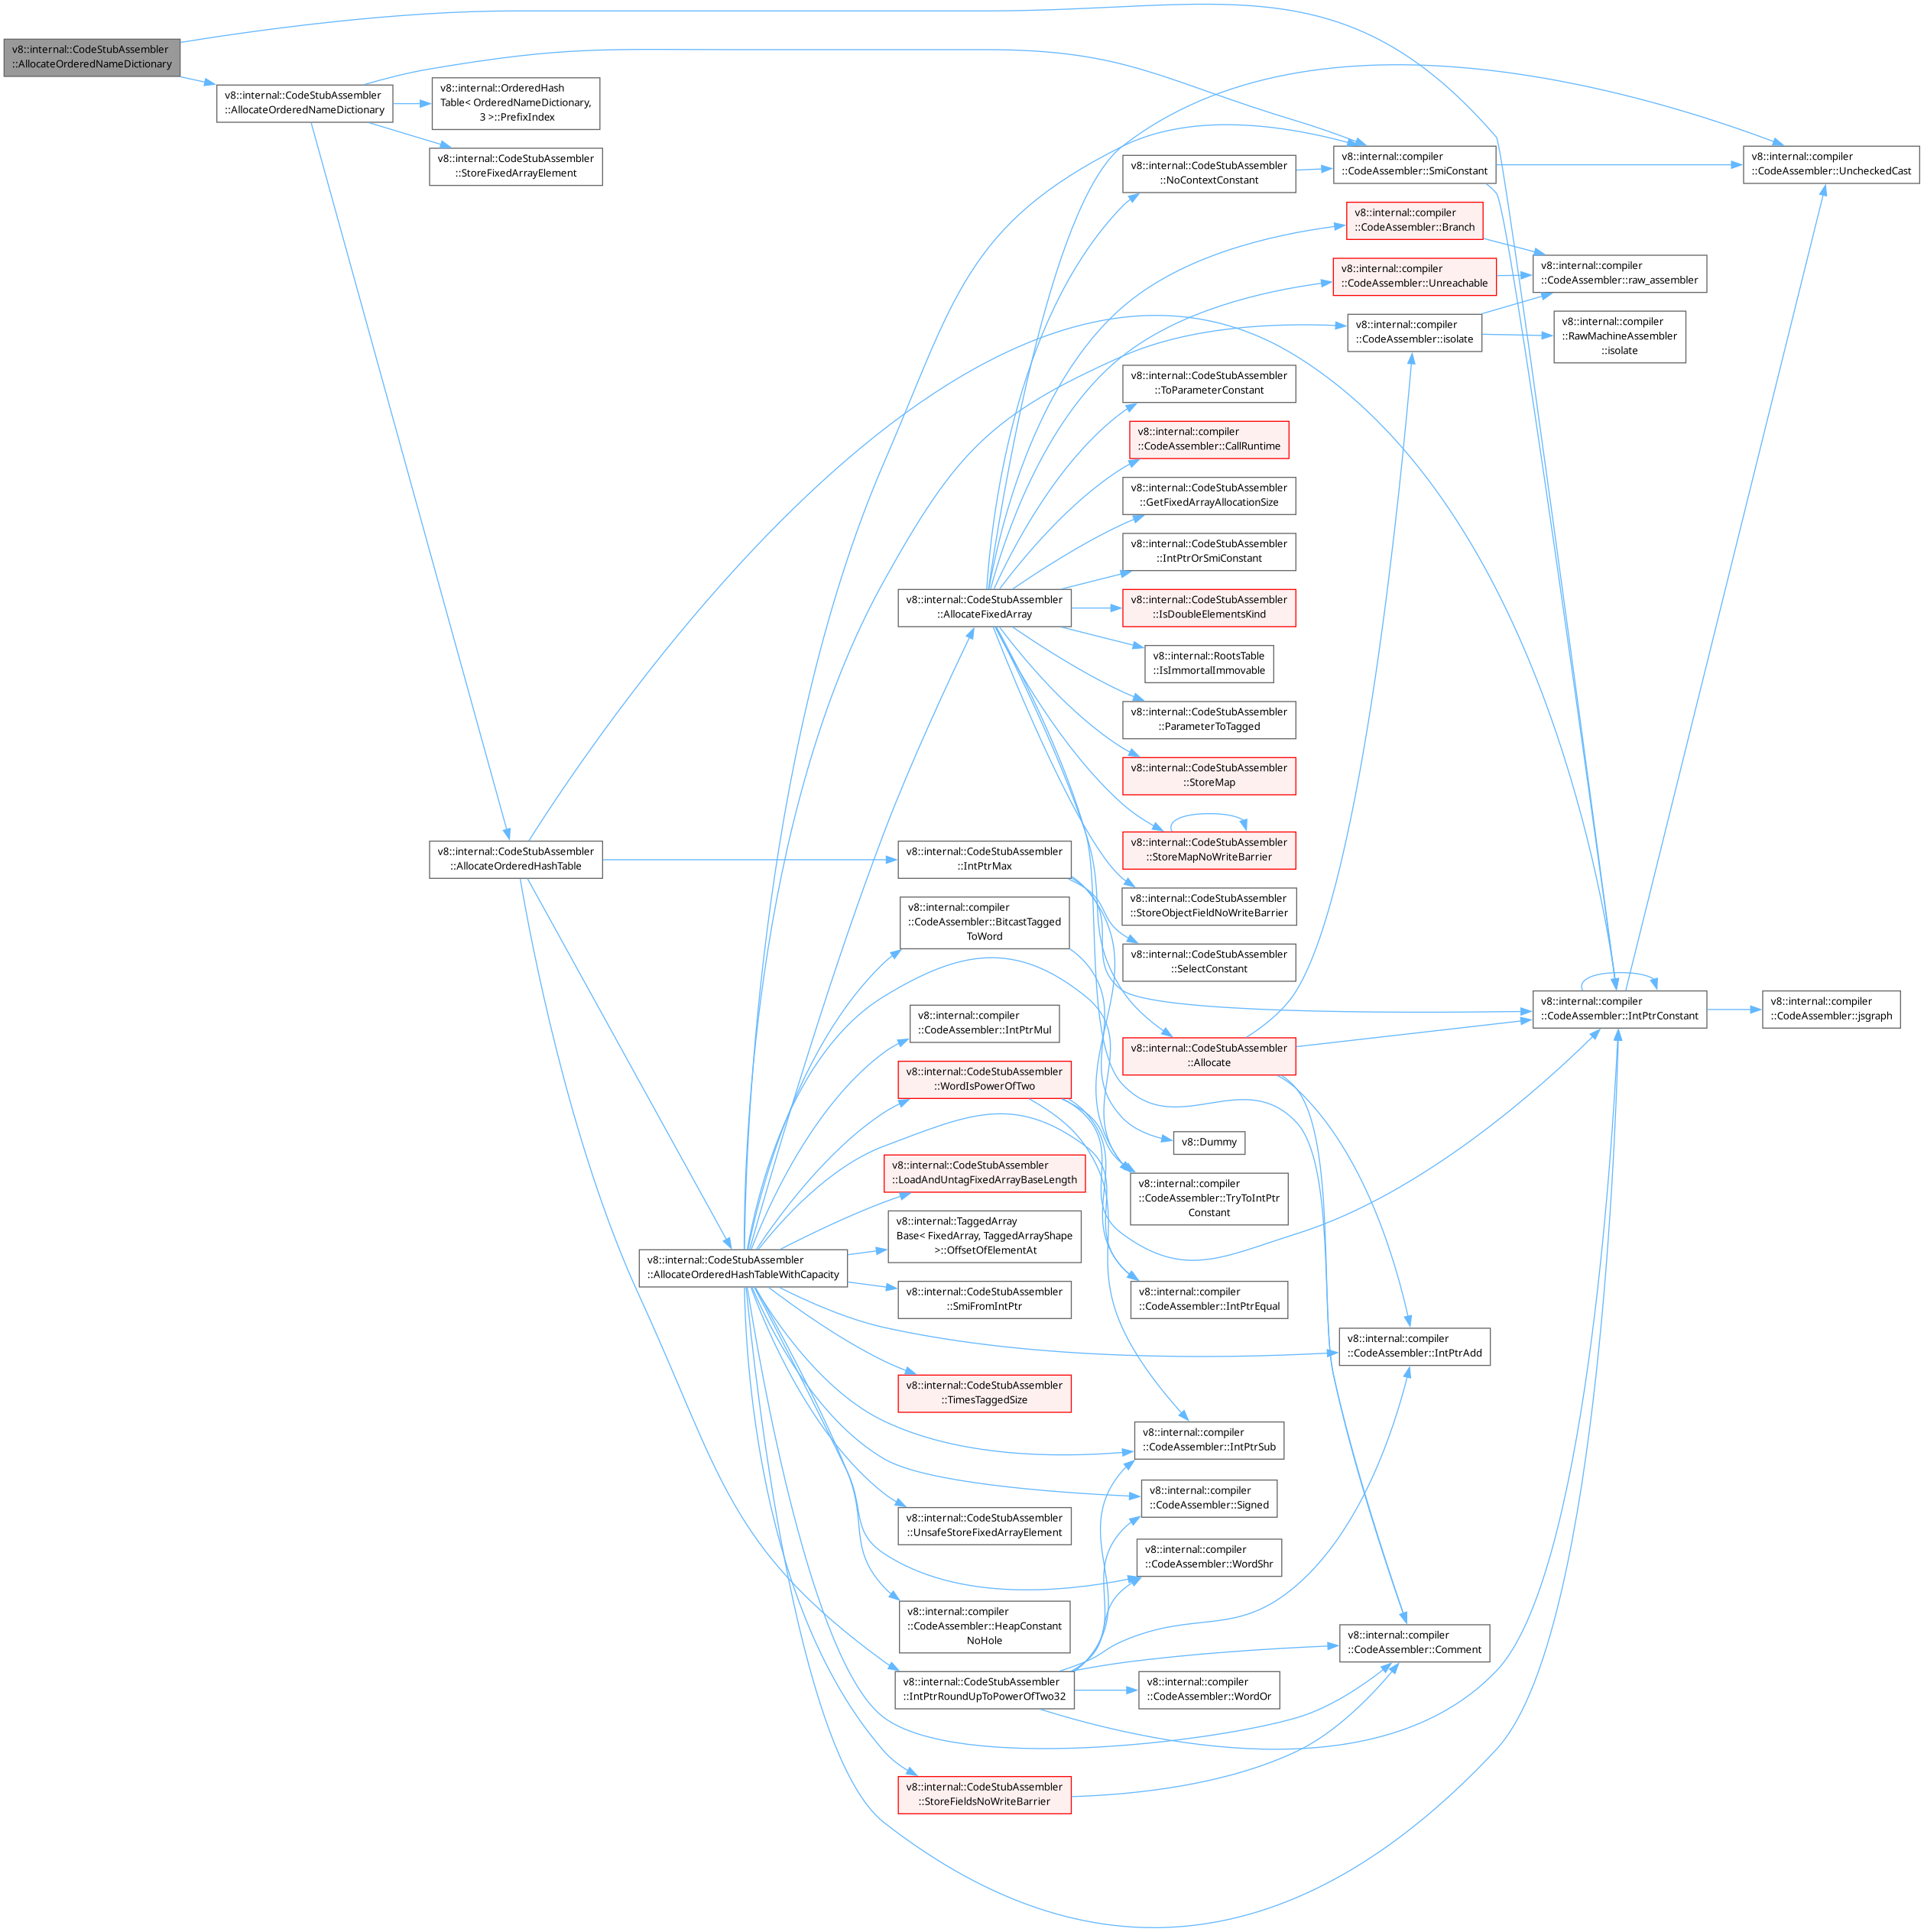 v8::internal::CodeStubAssembler
::AllocateOrderedNameDictionary
v8::internal::CodeStubAssembler
::AllocateOrderedNameDictionary
v8::internal::OrderedHash
Table< OrderedNameDictionary,
3 >::PrefixIndex
v8::internal::CodeStubAssembler
::StoreFixedArrayElement
v8::internal::CodeStubAssembler
::AllocateOrderedHashTable
v8::internal::CodeStubAssembler
::AllocateOrderedHashTableWithCapacity
v8::internal::CodeStubAssembler
::AllocateFixedArray
v8::internal::CodeStubAssembler
::IntPtrMax
v8::internal::compiler
::CodeAssembler::BitcastTagged
ToWord
v8::internal::compiler
::CodeAssembler::IntPtrMul
v8::internal::CodeStubAssembler
::WordIsPowerOfTwo
v8::internal::CodeStubAssembler
::LoadAndUntagFixedArrayBaseLength
v8::internal::TaggedArray
Base< FixedArray, TaggedArrayShape
>::OffsetOfElementAt
v8::internal::CodeStubAssembler
::SmiFromIntPtr
v8::internal::CodeStubAssembler
::TimesTaggedSize
v8::internal::CodeStubAssembler
::UnsafeStoreFixedArrayElement
v8::internal::compiler
::CodeAssembler::HeapConstant
NoHole
v8::internal::CodeStubAssembler
::IntPtrRoundUpToPowerOfTwo32
v8::internal::CodeStubAssembler
::StoreFieldsNoWriteBarrier
v8::internal::CodeStubAssembler
::NoContextConstant
v8::internal::CodeStubAssembler
::ToParameterConstant
v8::internal::compiler
::CodeAssembler::CallRuntime
v8::internal::CodeStubAssembler
::GetFixedArrayAllocationSize
v8::internal::CodeStubAssembler
::IntPtrOrSmiConstant
v8::internal::CodeStubAssembler
::IsDoubleElementsKind
v8::internal::RootsTable
::IsImmortalImmovable
v8::internal::CodeStubAssembler
::ParameterToTagged
v8::internal::CodeStubAssembler
::StoreMap
v8::internal::CodeStubAssembler
::StoreMapNoWriteBarrier
v8::internal::CodeStubAssembler
::StoreObjectFieldNoWriteBarrier
v8::internal::CodeStubAssembler
::SelectConstant
v8::internal::CodeStubAssembler
::Allocate
v8::Dummy
v8::internal::compiler
::CodeAssembler::TryToIntPtr
Constant
v8::internal::compiler
::CodeAssembler::IntPtrEqual
v8::internal::compiler
::CodeAssembler::IntPtrSub
v8::internal::compiler
::CodeAssembler::Signed
v8::internal::compiler
::CodeAssembler::WordShr
v8::internal::compiler
::CodeAssembler::WordOr
v8::internal::compiler
::CodeAssembler::SmiConstant
v8::internal::compiler
::CodeAssembler::Branch
v8::internal::compiler
::CodeAssembler::Unreachable
v8::internal::compiler
::CodeAssembler::isolate
v8::internal::compiler
::CodeAssembler::IntPtrAdd
v8::internal::compiler
::CodeAssembler::Comment
v8::internal::compiler
::CodeAssembler::raw_assembler
v8::internal::compiler
::RawMachineAssembler
::isolate
v8::internal::compiler
::CodeAssembler::IntPtrConstant
v8::internal::compiler
::CodeAssembler::UncheckedCast
v8::internal::compiler
::CodeAssembler::jsgraph